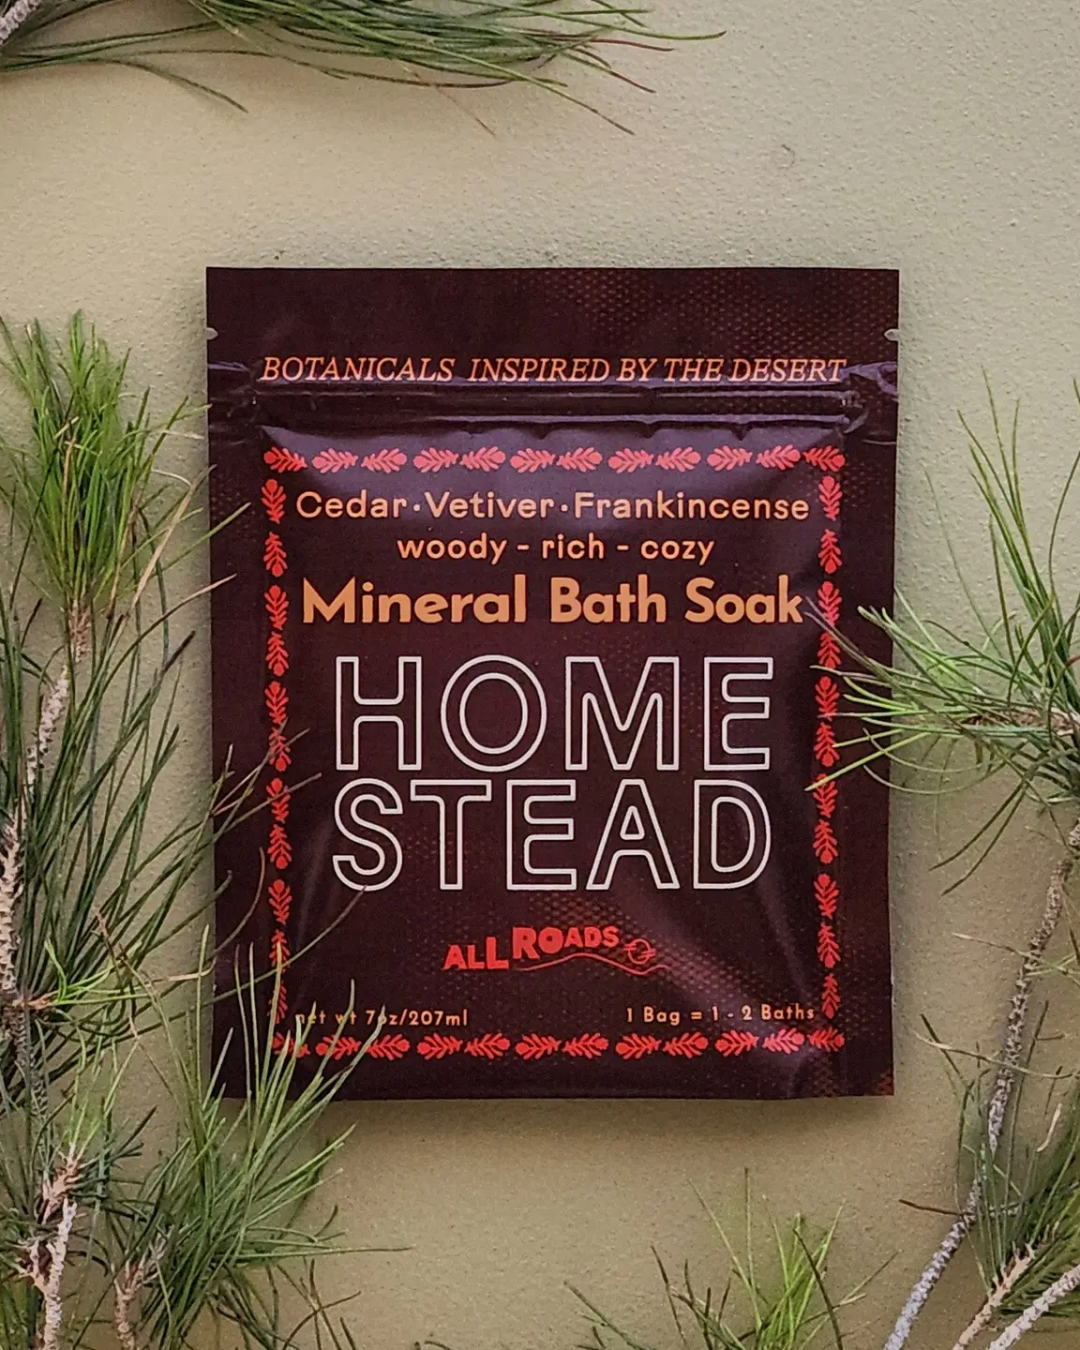 BOTANICALS INSPIRED BY THE DESERT
Cedar·Vetiver·Frankincense
woody - rich - cozy
Mineral Bath Soak
HOME
STEAD
ALL ROADS
net wt 7oz/207ml
1 Bag = 1 - 2 Baths